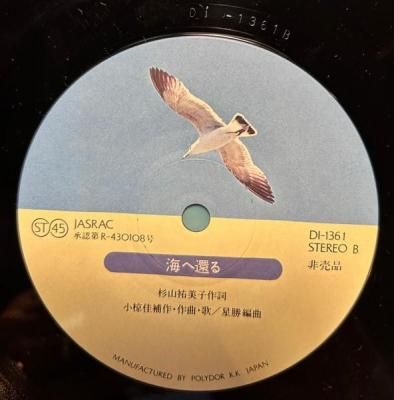 DI-1361B
ST 45
JASRAC
承認第R-430108号
DI-1361
STEREO B
非売品
海へ還る
杉山祐美子作詞
小椋佳補作・作曲・歌/星勝編曲
MANUFACTURED BY POLYDOR K.K. JAPAN